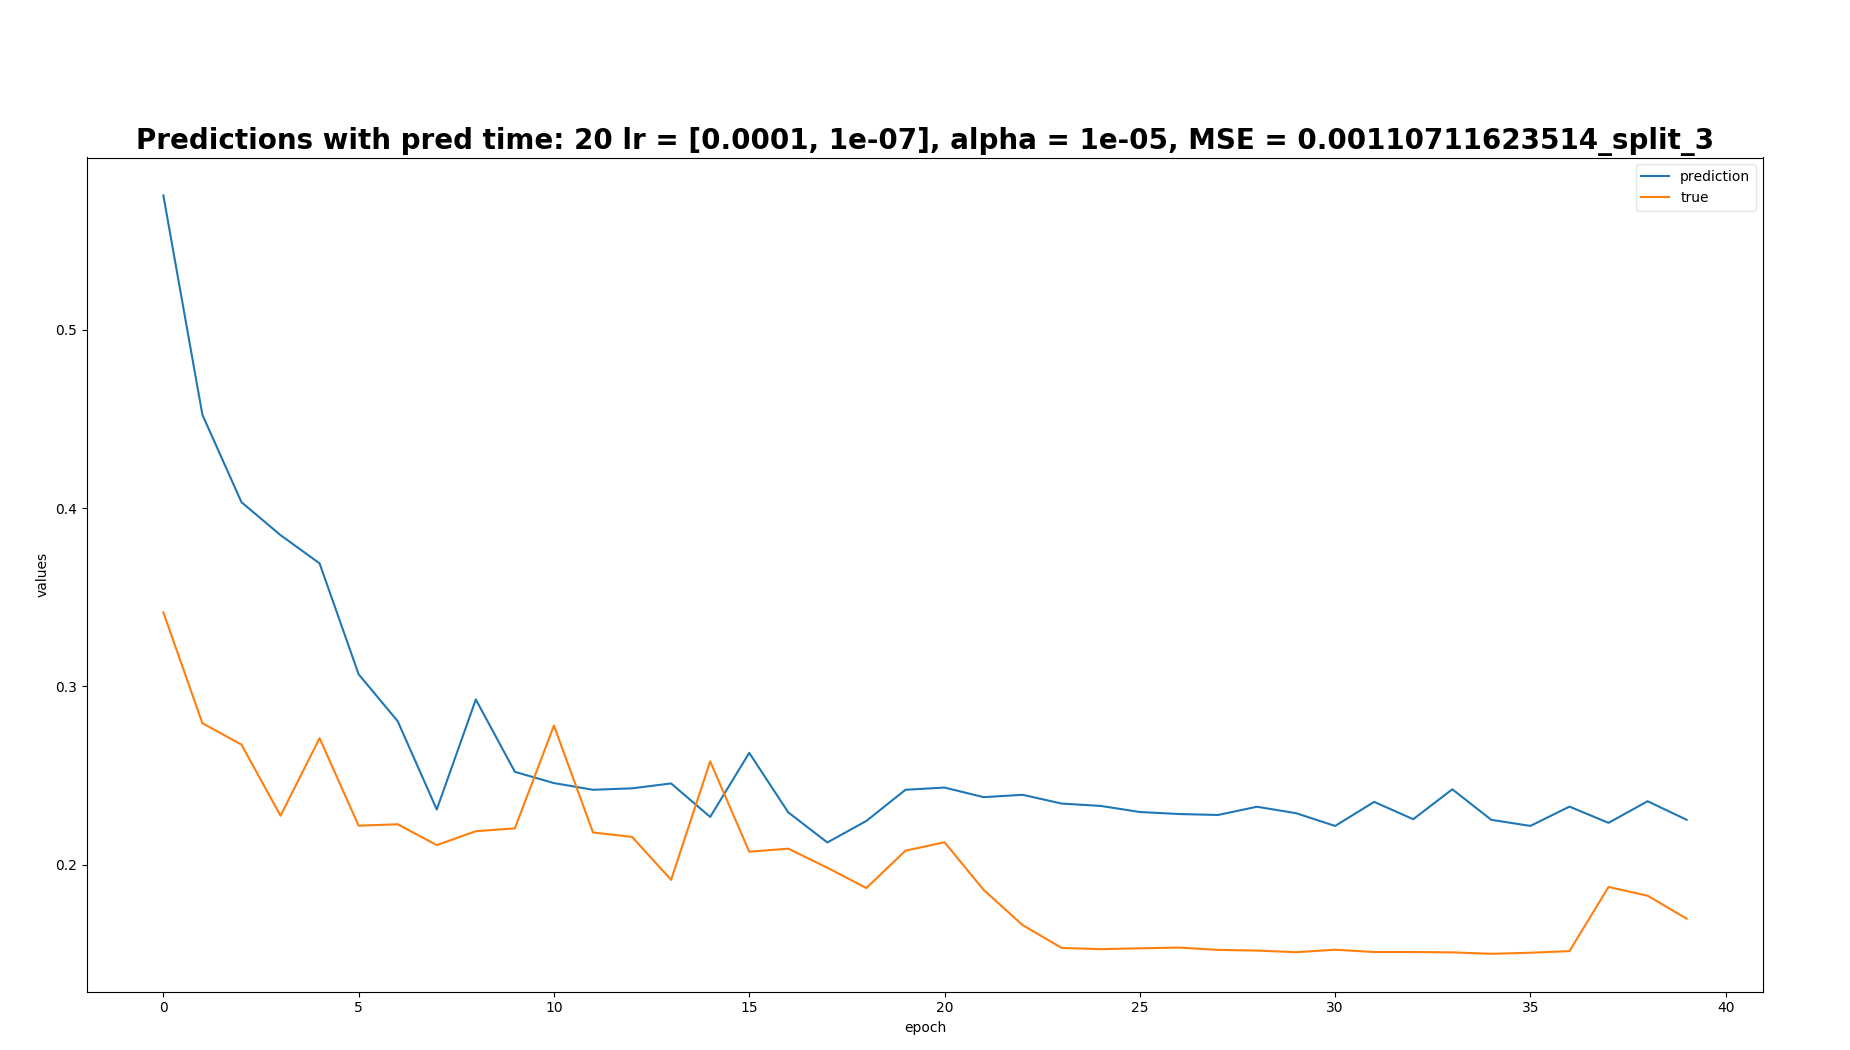 Predictions with pred time: 20 lr = [0.0001, 1e-07], alpha = 1e-05, MSE = 0.00110711623514_split_3
prediction
true
0.5
0.4
0.3
0.2
values
0 5 10 15 20 25 30 35 40
epoch